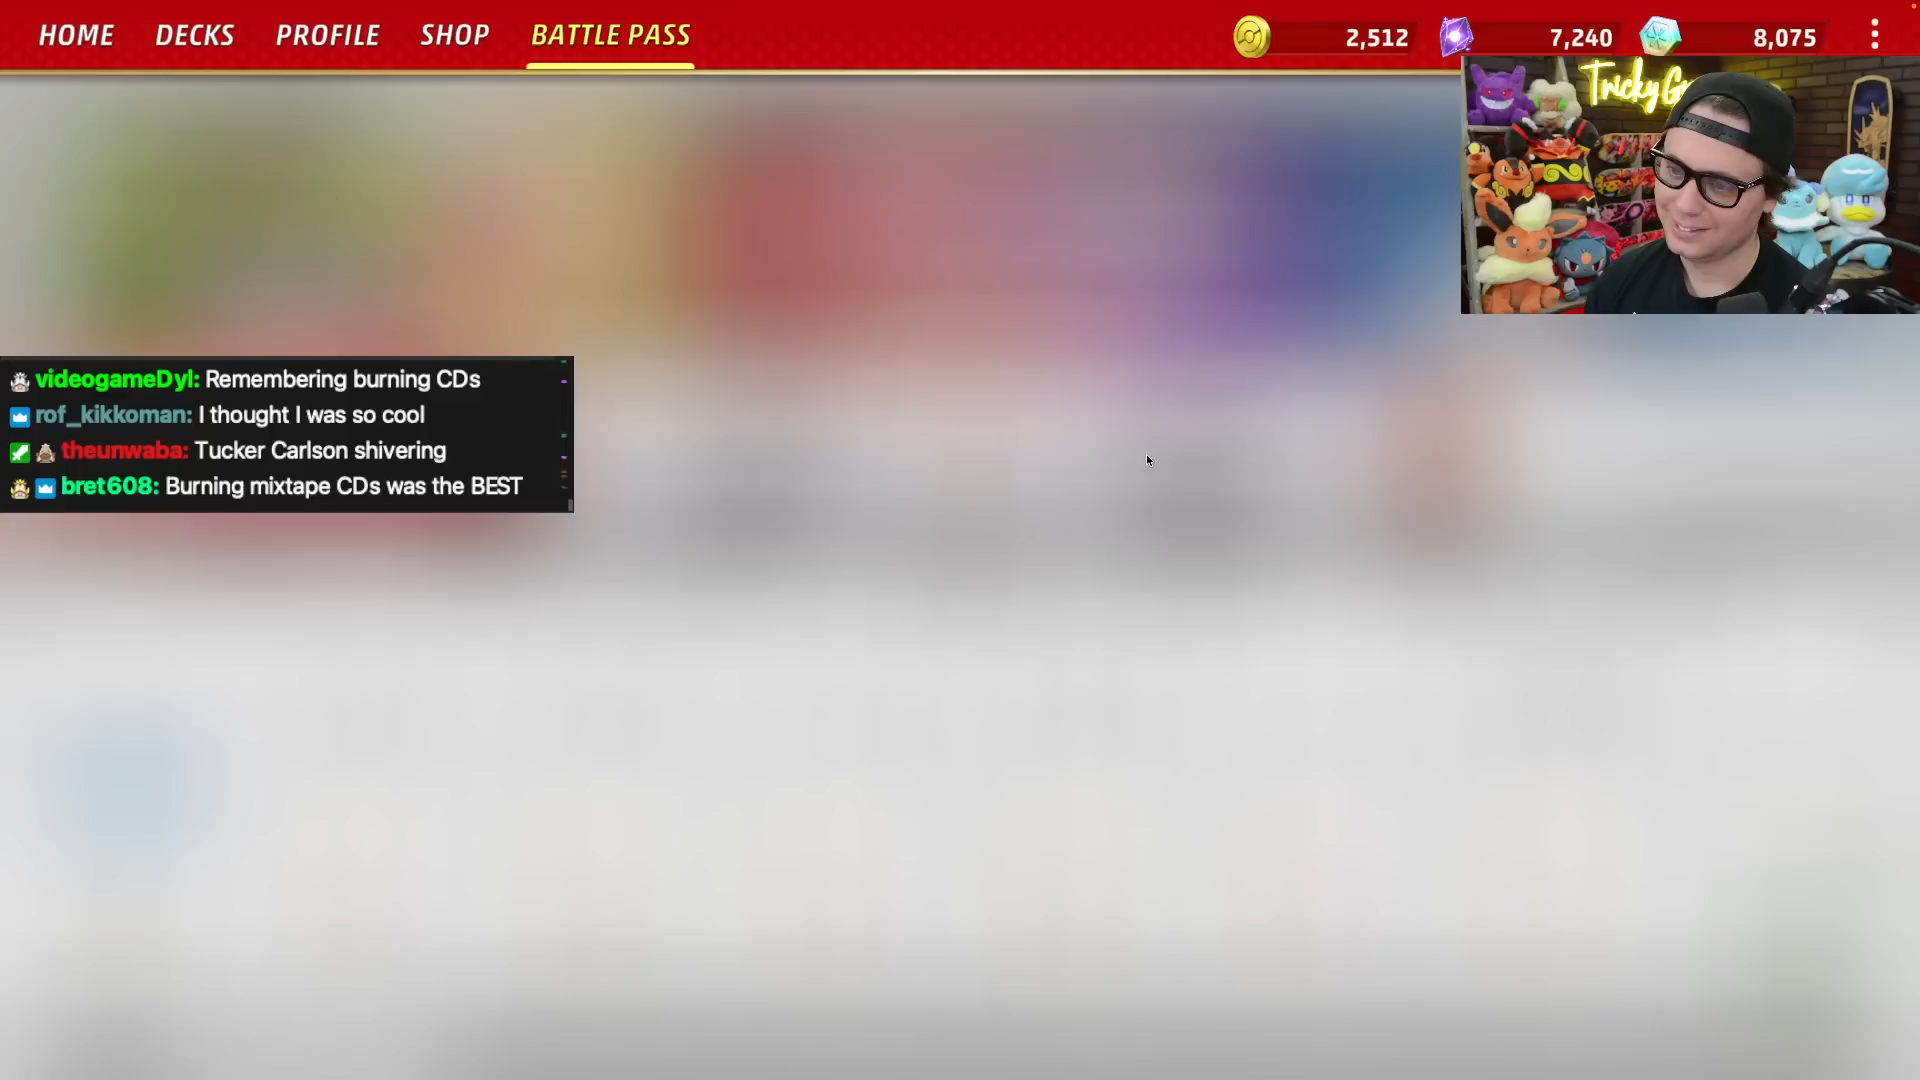 HOME DECKS PROFILE SHOP BATTLE PASS 2,512 7,240 8,075
videogameDyl: Remembering burning CDs
rof_kikkoman: I thought I was so cool
theunwaba: Tucker Carlson shivering
bret608: Burning mixtape CDs was the BEST